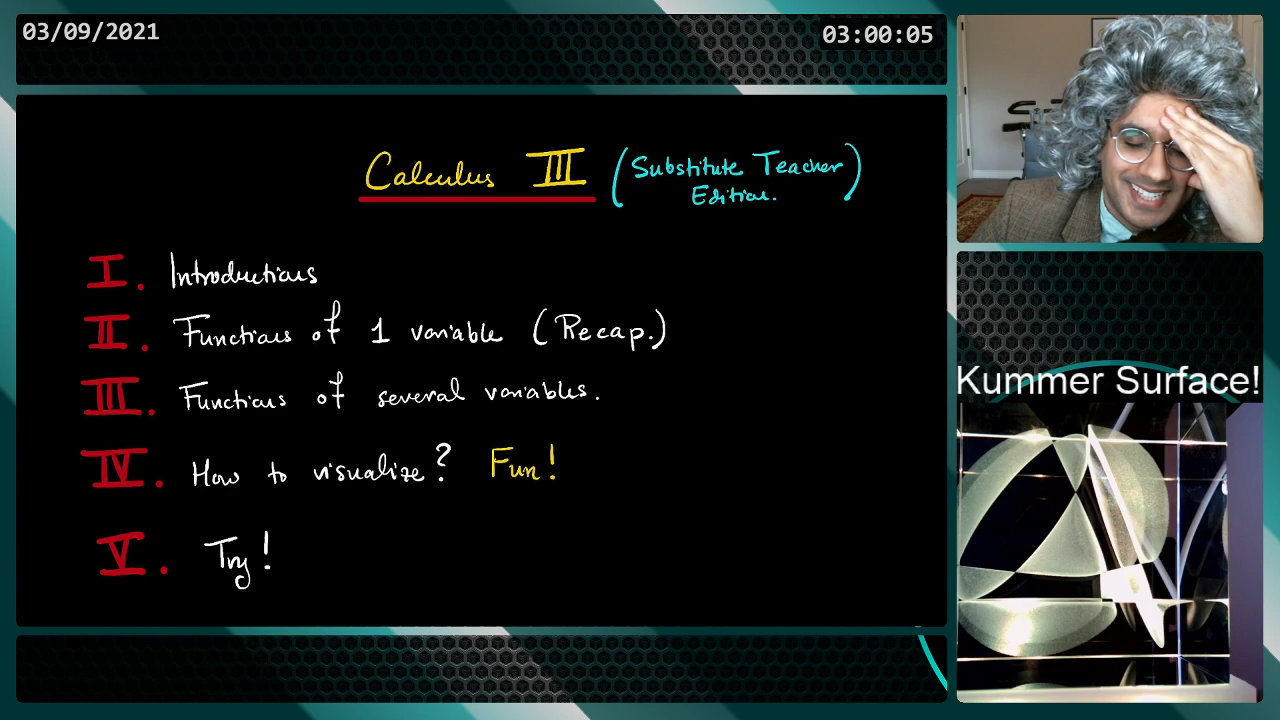 03/09/2021
03:00:05
Calculus III (Substitute Teacher
Edition.)
I. Introductions
II. Functions of 1 variable (Recap.)
III. Functions of several variables.
IV. How to visualize? Fun!
V. Try!
Kummer Surface!